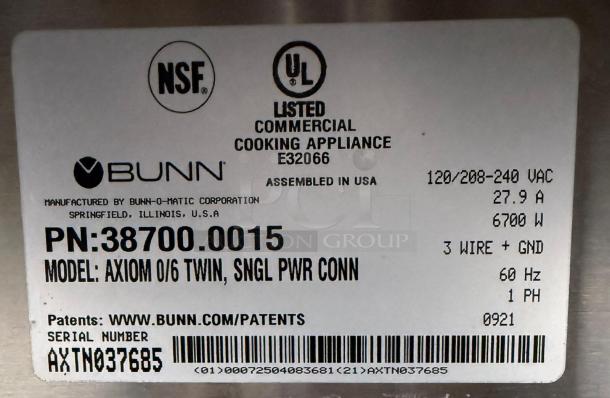 NSF®
UL®
LISTED
COMMERCIAL
COOKING APPLIANCE
E32066
BUNN®
ASSEMBLED IN USA
MANUFACTURED BY BUNN-O-MATIC CORPORATION
SPRINGFIELD, ILLINOIS, U.S.A
120/208-240 VAC
27.9 A
6700 W
3 WIRE + GND
60 Hz
1 PH
0921
PN:38700.0015
MODEL: AXIOM 0/6 TWIN, SNGL PWR CONN
Patents: WWW.BUNN.COM/PATENTS
SERIAL NUMBER
AXTN037685
(01)00072504083681(21)AXTN037685
GROUP